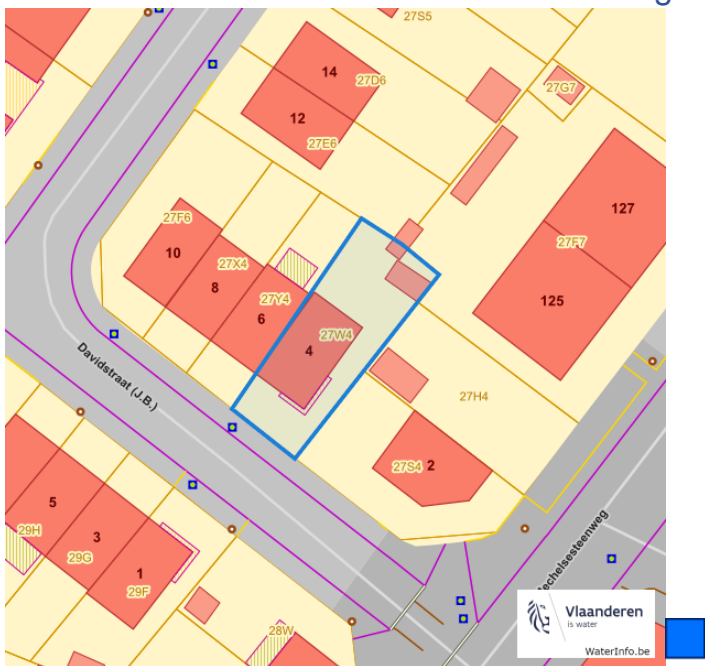 27S5
14
27D6
12
27E6
27G7
127
27F7
125
27F6
10
27X4
8
27Y4
6
27W4
4
Davidstraat (J.B.)
27H4
27S4
2
5
3
1
29H
29G
29F
28W
Vlaanderen
is water
WaterInfo.be